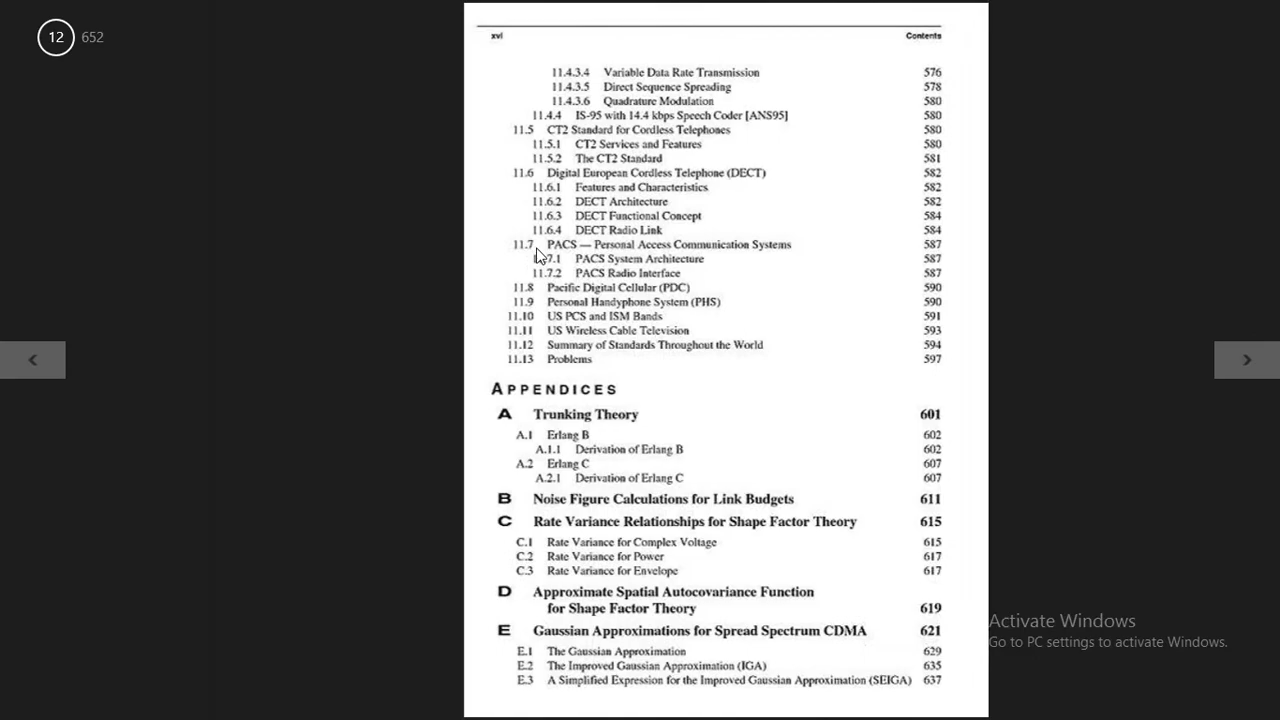 12 652
xvi Contents
11.4.3.4 Variable Data Rate Transmission 576
11.4.3.5 Direct Sequence Spreading 578
11.4.3.6 Quadrature Modulation 580
11.4.4 IS-95 with 14.4 kbps Speech Coder [ANS95] 580
11.5 CT2 Standard for Cordless Telephones 580
11.5.1 CT2 Services and Features 580
11.5.2 The CT2 Standard 581
11.6 Digital European Cordless Telephone (DECT) 582
11.6.1 Features and Characteristics 582
11.6.2 DECT Architecture 582
11.6.3 DECT Functional Concept 584
11.6.4 DECT Radio Link 584
11.7 PACS — Personal Access Communication Systems 587
11.7.1 PACS System Architecture 587
11.7.2 PACS Radio Interface 587
11.8 Pacific Digital Cellular (PDC) 590
11.9 Personal Handyphone System (PHS) 590
11.10 US PCS and ISM Bands 591
11.11 US Wireless Cable Television 593
11.12 Summary of Standards Throughout the World 594
11.13 Problems 597
APPENDICES
A Trunking Theory 601
A.1 Erlang B 602
A.1.1 Derivation of Erlang B 602
A.2 Erlang C 607
A.2.1 Derivation of Erlang C 607
B Noise Figure Calculations for Link Budgets 611
C Rate Variance Relationships for Shape Factor Theory 615
C.1 Rate Variance for Complex Voltage 615
C.2 Rate Variance for Power 617
C.3 Rate Variance for Envelope 617
D Approximate Spatial Autocovariance Function
for Shape Factor Theory 619
E Gaussian Approximations for Spread Spectrum CDMA 621
E.1 The Gaussian Approximation 629
E.2 The Improved Gaussian Approximation (IGA) 635
E.3 A Simplified Expression for the Improved Gaussian Approximation (SEIGA) 637
Activate Windows
Go to PC settings to activate Windows.